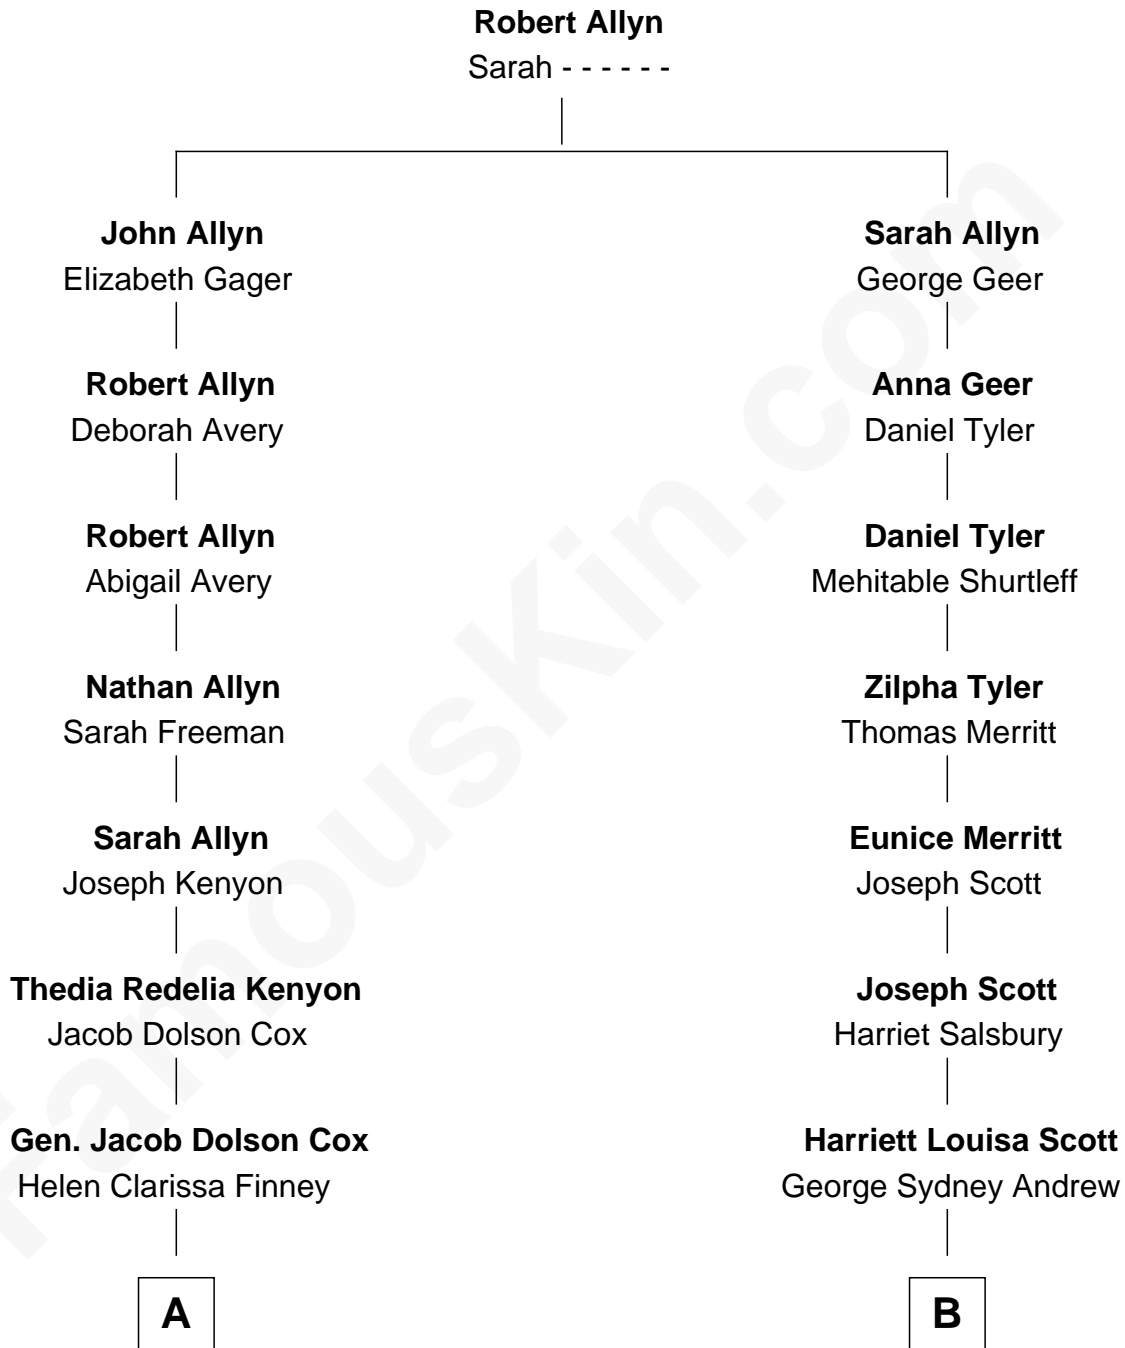 Robert Allyn
Sarah - - - - - -
John Allyn
Elizabeth Gager
Sarah Allyn
George Geer
Robert Allyn
Deborah Avery
Anna Geer
Daniel Tyler
Robert Allyn
Abigail Avery
Daniel Tyler
Mehitable Shurtleff
Nathan Allyn
Sarah Freeman
Zilpha Tyler
Thomas Merritt
Sarah Allyn
Joseph Kenyon
Eunice Merritt
Joseph Scott
Thedia Redelia Kenyon
Jacob Dolson Cox
Joseph Scott
Harriet Salsbury
Gen. Jacob Dolson Cox
Helen Clarissa Finney
Harriett Louisa Scott
George Sydney Andrew
A
B
FamousKin.com